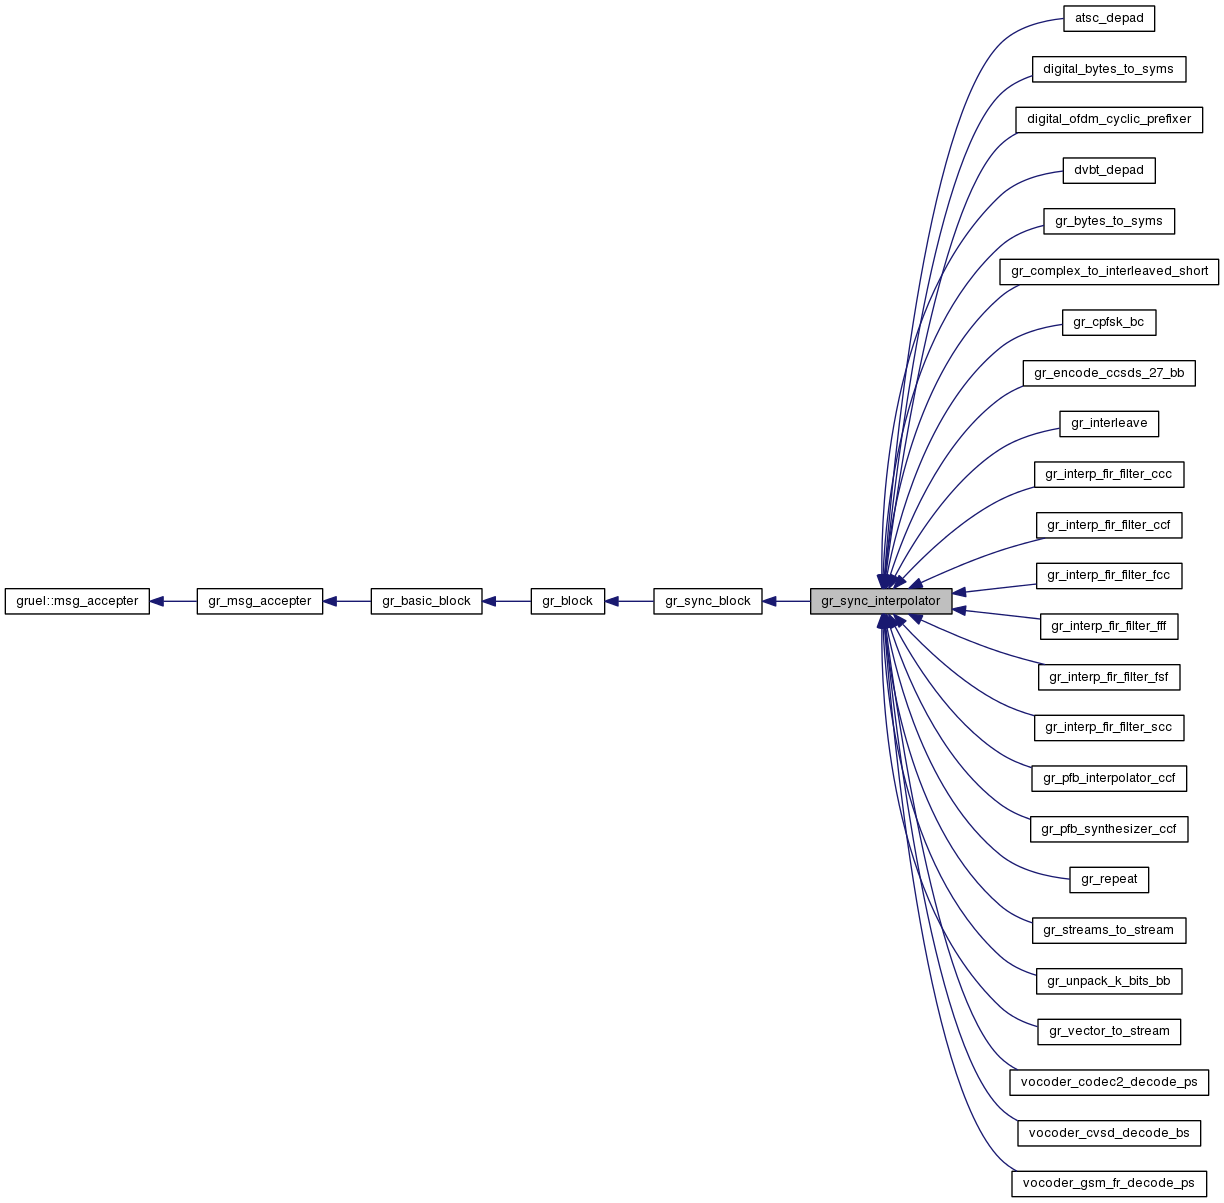 atsc_depad
digital_bytes_to_syms
digital_ofdm_cyclic_prefixer
dvbt_depad
gr_bytes_to_syms
gr_complex_to_interleaved_short
gr_cpfsk_bc
gr_encode_ccsds_27_bb
gr_interleave
gr_interp_fir_filter_ccc
gr_interp_fir_filter_ccf
gr_interp_fir_filter_fcc
gruel::msg_accepter gr_msg_accepter gr_basic_block gr_block gr_sync_block gr_sync_interpolator
gr_interp_fir_filter_fff
gr_interp_fir_filter_fsf
gr_interp_fir_filter_scc
gr_pfb_interpolator_ccf
gr_pfb_synthesizer_ccf
gr_repeat
gr_streams_to_stream
gr_unpack_k_bits_bb
gr_vector_to_stream
vocoder_codec2_decode_ps
vocoder_cvsd_decode_bs
vocoder_gsm_fr_decode_ps